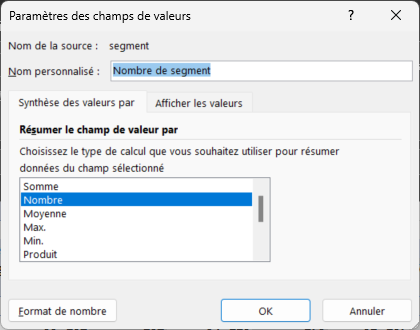 Paramètres des champs de valeurs ? ×
Nom de la source : segment
Nom personnalisé : Nombre de segment
Synthèse des valeurs par Afficher les valeurs
Résumer le champ de valeur par
Choisissez le type de calcul que vous souhaitez utiliser pour résumer
données du champ sélectionné
Somme
Nombre
Moyenne
Max.
Min.
Produit
Format de nombre OK Annuler